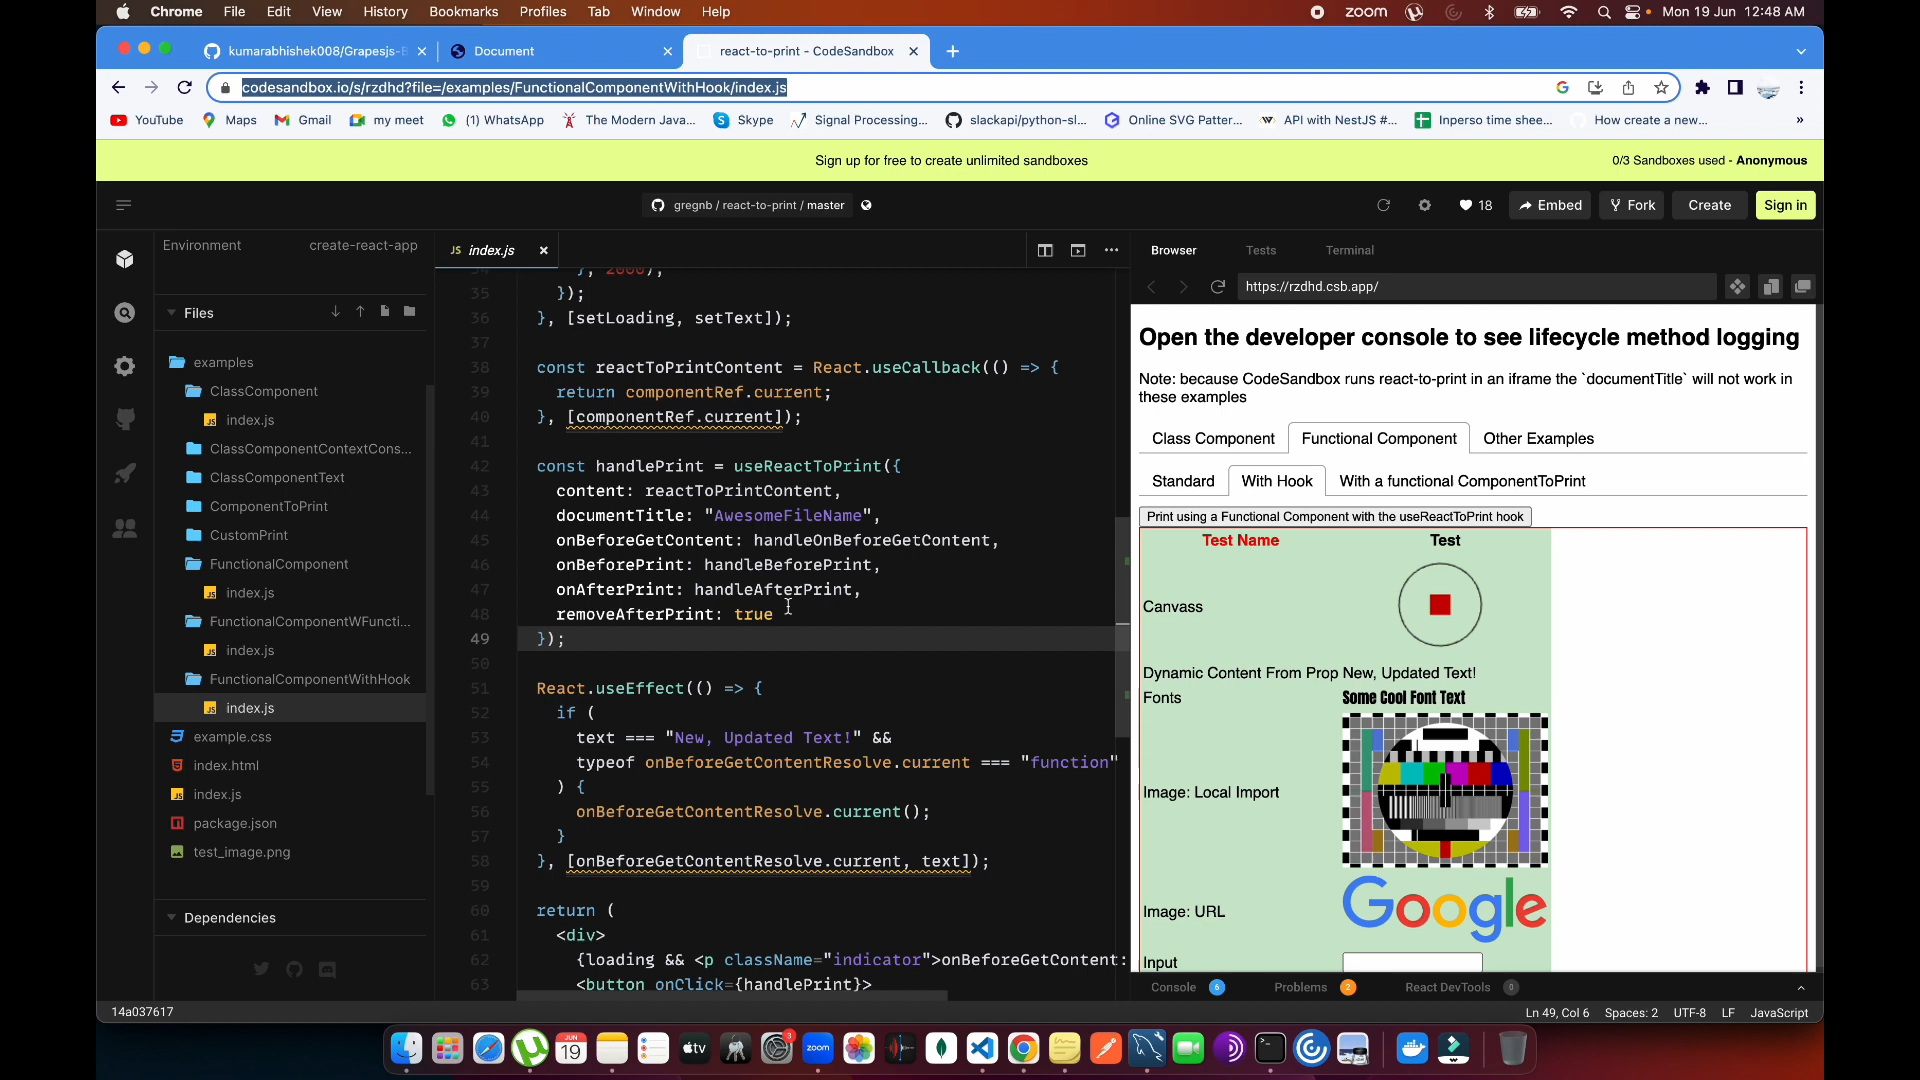 Chrome File Edit View History Bookmarks Profiles Tab Window Help zoom Mon 19 Jun 12:48 AM
kumarabhishek008/Grapesjs-B Document react-to-print - CodeSandbox
codesandbox.io/s/rzdhd?file=/examples/FunctionalComponentWithHook/index.js
YouTube Maps Gmail my meet (1) WhatsApp The Modern Java... Skype Signal Processing... slackapi/python-sl... Online SVG Patter... API with NestJS #... Inperso time shee... How create a new... »
Sign up for free to create unlimited sandboxes 0/3 Sandboxes used - Anonymous
gregnb / react-to-print / master 18 Embed Fork Create Sign in
Environment create-react-app
Files
examples
ClassComponent
index.js
ClassComponentContextCons...
ClassComponentText
ComponentToPrint
CustomPrint
FunctionalComponent
index.js
FunctionalComponentWFuncti...
index.js
FunctionalComponentWithHook
index.js
example.css
index.html
index.js
package.json
test_image.png
Dependencies
JS index.js
34 }, 2000);
35 });
36 }, [setLoading, setText]);
37
38 const reactToPrintContent = React.useCallback(() => {
39 return componentRef.current;
40 }, [componentRef.current]);
41
42 const handlePrint = useReactToPrint({
43 content: reactToPrintContent,
44 documentTitle: "AwesomeFileName",
45 onBeforeGetContent: handleOnBeforeGetContent,
46 onBeforePrint: handleBeforePrint,
47 onAfterPrint: handleAfterPrint,
48 removeAfterPrint: true
49 });
50
51 React.useEffect(() => {
52 if (
53 text === "New, Updated Text!" &&
54 typeof onBeforeGetContentResolve.current === "function"
55 ) {
56 onBeforeGetContentResolve.current();
57 }
58 }, [onBeforeGetContentResolve.current, text]);
59
60 return (
61 <div>
62 {loading && <p className="indicator">onBeforeGetContent:
63 <button onClick={handlePrint}>
Browser Tests Terminal
https://rzdhd.csb.app/
Open the developer console to see lifecycle method logging
Note: because CodeSandbox runs react-to-print in an iframe the `documentTitle` will not work in
these examples
Class Component Functional Component Other Examples
Standard With Hook With a functional ComponentToPrint
Print using a Functional Component with the useReactToPrint hook
Test Name Test
Canvass
Dynamic Content From Prop New, Updated Text!
Fonts Some Cool Font Text
Image: Local Import
Image: URL Google
Input
Console 6 Problems 2 React DevTools 0
14a037617 Ln 49, Col 6 Spaces: 2 UTF-8 LF JavaScript
JUN 19 tv 3 zoom